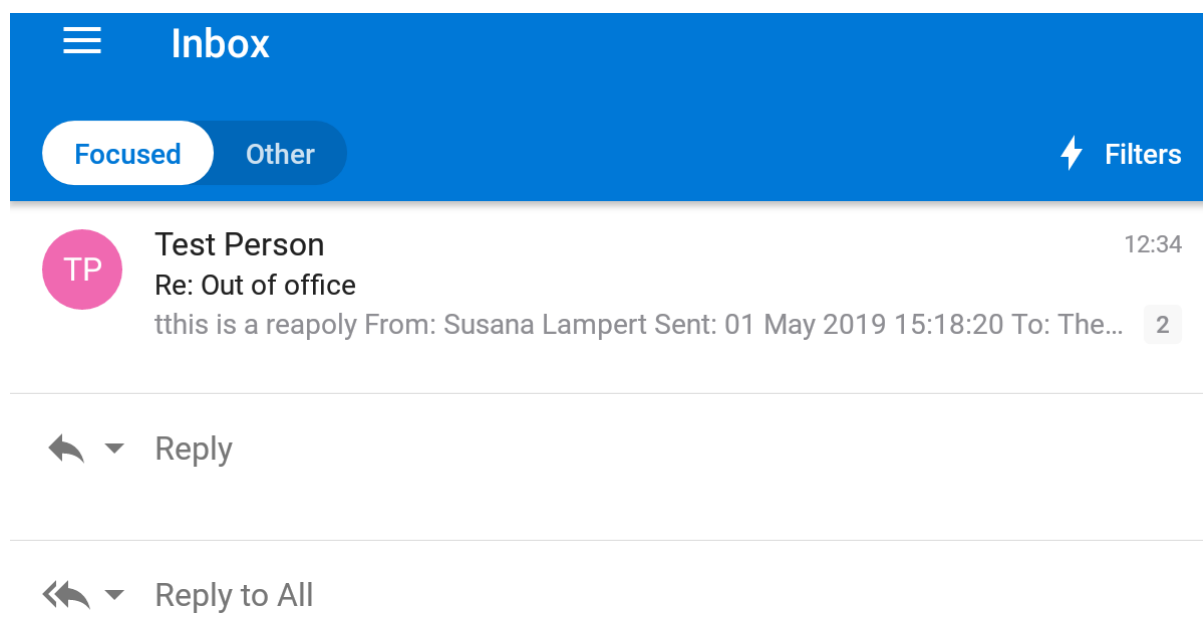 Inbox
Focused Other Filters
TP Test Person 12:34
Re: Out of office
tthis is a reapoly From: Susana Lampert Sent: 01 May 2019 15:18:20 To: The... 2
Reply
Reply to All